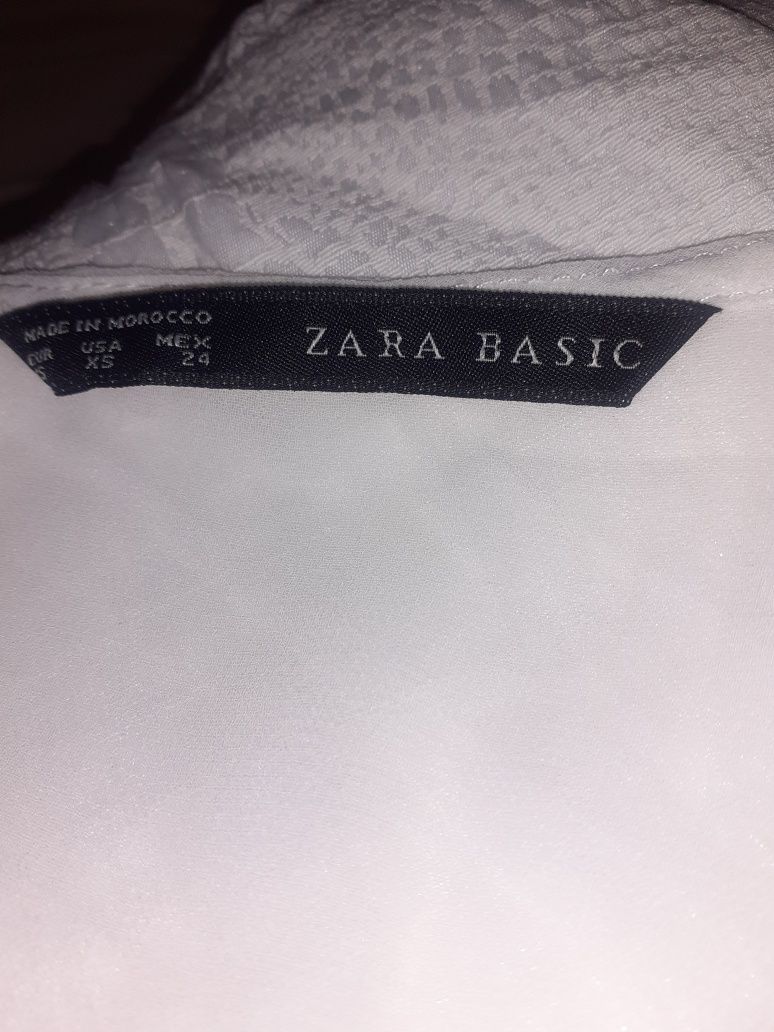 MADE IN MOROCCO
EUR USA MEX
XS 24
ZARA BASIC